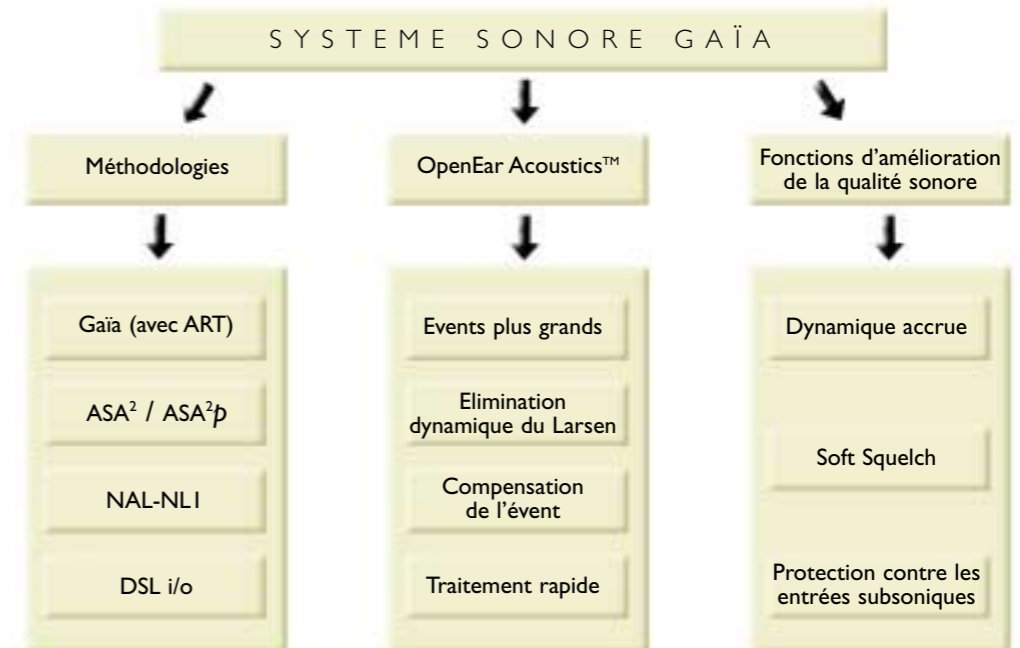 SYSTEME SONORE GAÏA
Méthodologies
OpenEar Acoustics™
Fonctions d'amélioration
de la qualité sonore
Gaïa (avec ART)
ASA² / ASA²p
NAL-NL1
DSL i/o
Events plus grands
Elimination
dynamique du Larsen
Compensation
de l'évent
Traitement rapide
Dynamique accrue
Soft Squelch
Protection contre les
entrées subsoniques